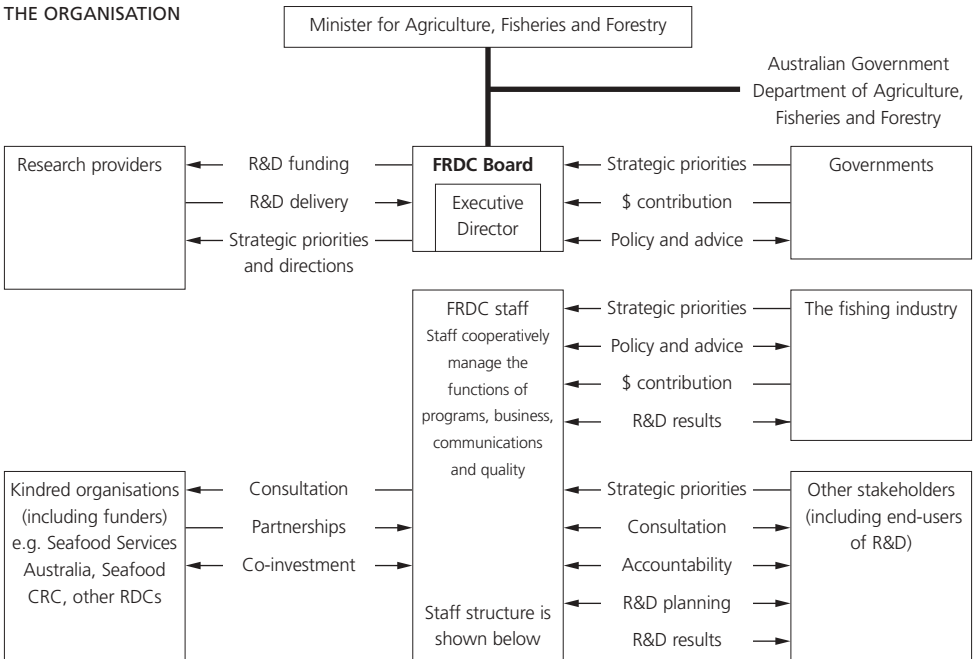 THE ORGANISATION
Minister for Agriculture, Fisheries and Forestry
Australian Government
Department of Agriculture,
Fisheries and Forestry
Research providers
R&D funding
R&D delivery
Strategic priorities
and directions
FRDC Board
Executive
Director
Strategic priorities
$ contribution
Policy and advice
Governments
FRDC staff
Staff cooperatively
manage the
functions of
programs, business,
communications
and quality
Staff structure is
shown below
Strategic priorities
Policy and advice
$ contribution
R&D results
The fishing industry
Kindred organisations
(including funders)
e.g. Seafood Services
Australia, Seafood
CRC, other RDCs
Consultation
Partnerships
Co-investment
Strategic priorities
Consultation
Accountability
R&D planning
R&D results
Other stakeholders
(including end-users
of R&D)